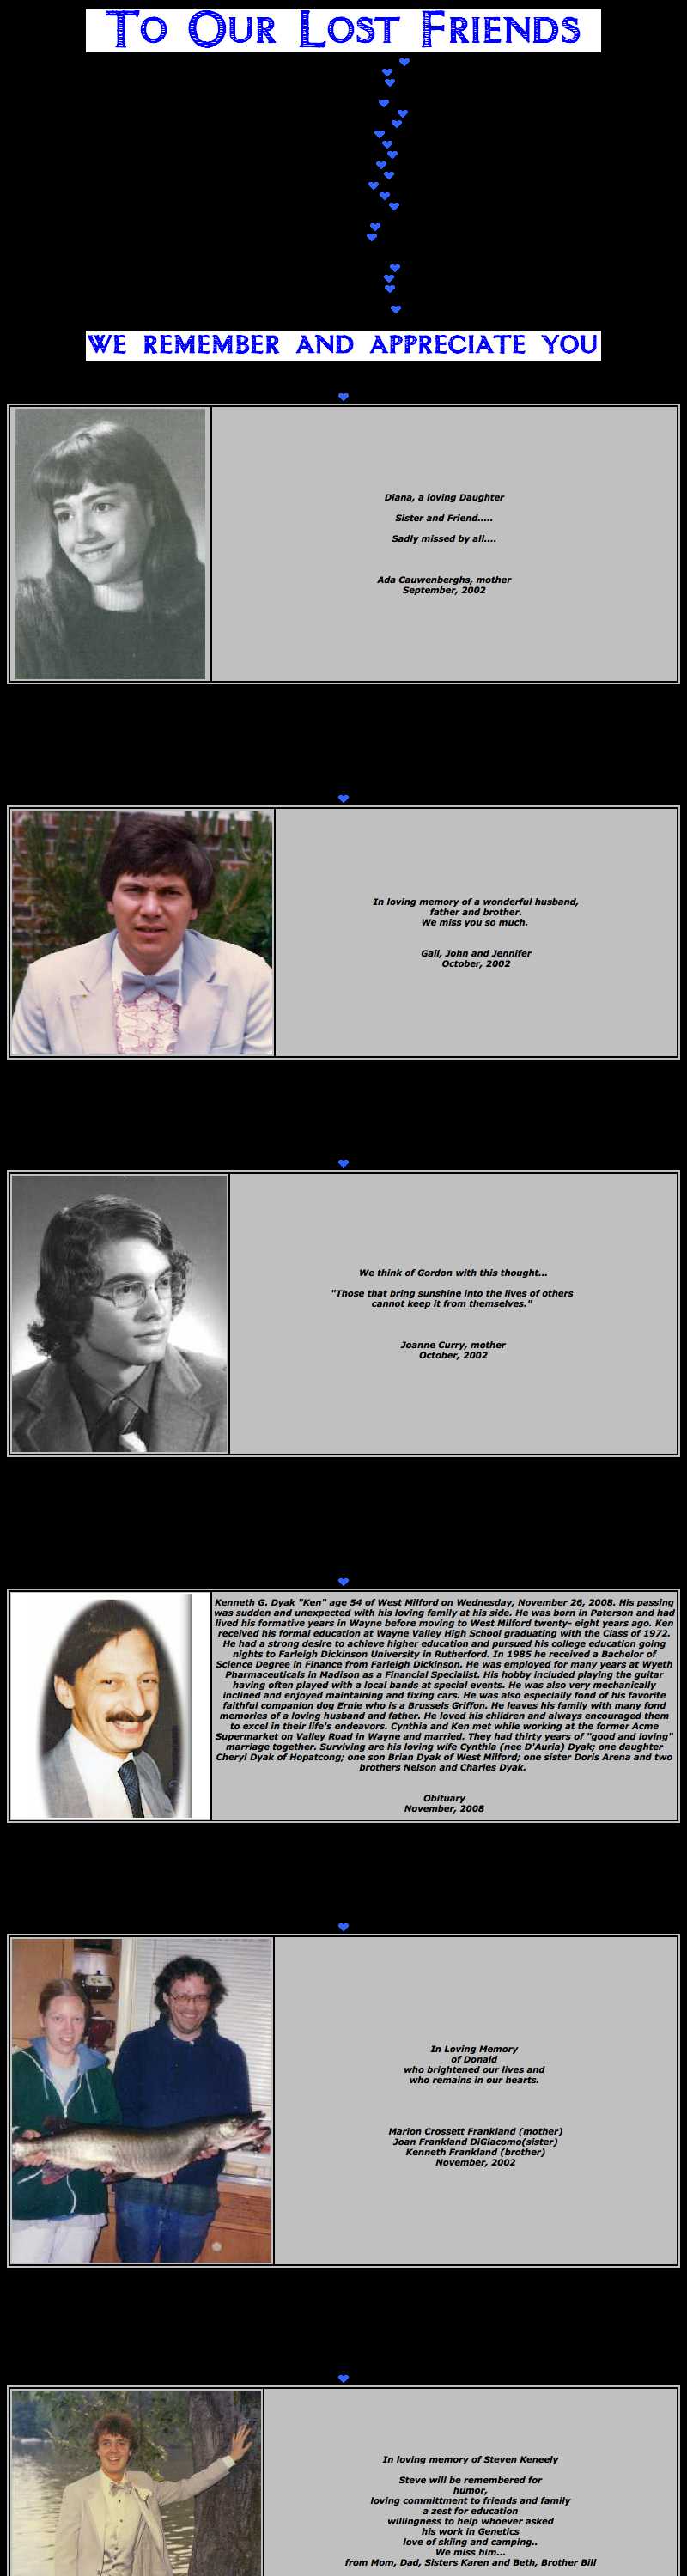 To Our Lost Friends
WE REMEMBER AND APPRECIATE YOU
Diana, a loving Daughter
Sister and Friend.....
Sadly missed by all....
Ada Cauwenberghs, mother
September, 2002
In loving memory of a wonderful husband,
father and brother.
We miss you so much.
Gail, John and Jennifer
October, 2002
We think of Gordon with this thought...
"Those that bring sunshine into the lives of others
cannot keep it from themselves."
Joanne Curry, mother
October, 2002
Kenneth G. Dyak "Ken" age 54 of West Milford on Wednesday, November 26, 2008. His passing
was sudden and unexpected with his loving family at his side. He was born in Paterson and had
lived his formative years in Wayne before moving to West Milford twenty- eight years ago. Ken
received his formal education at Wayne Valley High School graduating with the Class of 1972.
He had a strong desire to achieve higher education and pursued his college education going
nights to Farleigh Dickinson University in Rutherford. In 1985 he received a Bachelor of
Science Degree in Finance from Farleigh Dickinson. He was employed for many years at Wyeth
Pharmaceuticals in Madison as a Financial Specialist. His hobby included playing the guitar
having often played with a local bands at special events. He was also very mechanically
inclined and enjoyed maintaining and fixing cars. He was also especially fond of his favorite
faithful companion dog Ernie who is a Brussels Griffon. He leaves his family with many fond
memories of a loving husband and father. He loved his children and always encouraged them
to excel in their life's endeavors. Cynthia and Ken met while working at the former Acme
Supermarket on Valley Road in Wayne and married. They had thirty years of "good and loving"
marriage together. Surviving are his loving wife Cynthia (nee D'Auria) Dyak; one daughter
Cheryl Dyak of Hopatcong; one son Brian Dyak of West Milford; one sister Doris Arena and two
brothers Nelson and Charles Dyak.
Obituary
November, 2008
In Loving Memory
of Donald
who brightened our lives and
who remains in our hearts.
Marion Crossett Frankland (mother)
Joan Frankland DiGiacomo(sister)
Kenneth Frankland (brother)
November, 2002
In loving memory of Steven Keneely
Steve will be remembered for
humor,
loving committment to friends and family
a zest for education
willingness to help whoever asked
his work in Genetics
love of skiing and camping..
We miss him...
from Mom, Dad, Sisters Karen and Beth, Brother Bill